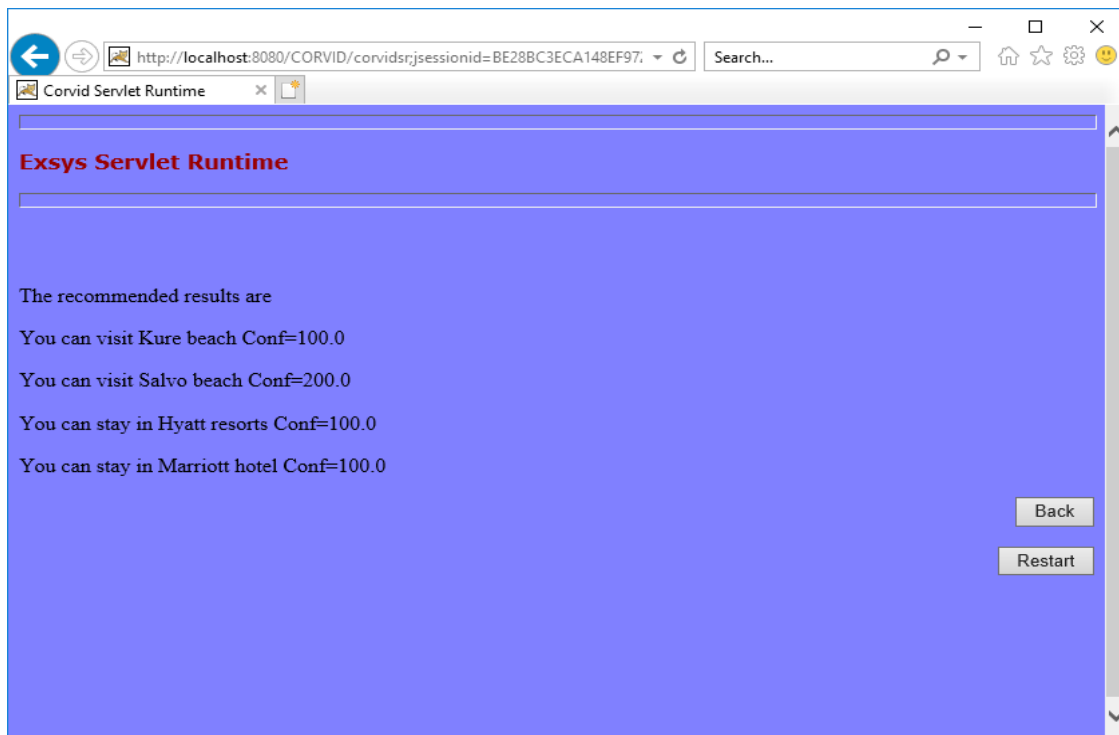 http://localhost:8080/CORVID/corvidsr;jsessionid=BE28BC3ECA148EF97
Search...
Corvid Servlet Runtime
Exsys Servlet Runtime
The recommended results are
You can visit Kure beach Conf=100.0
You can visit Salvo beach Conf=200.0
You can stay in Hyatt resorts Conf=100.0
You can stay in Marriott hotel Conf=100.0
Back
Restart